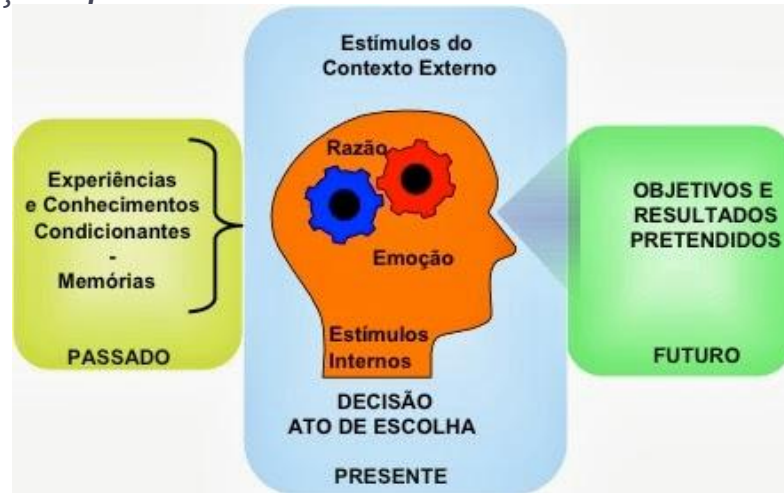 Experiências
e Conhecimentos
Condicionantes
-
Memórias
PASSADO
Estímulos do
Contexto Externo
Razão
Emoção
Estímulos
Internos
DECISÃO
ATO DE ESCOLHA
PRESENTE
OBJETIVOS E
RESULTADOS
PRETENDIDOS
FUTURO